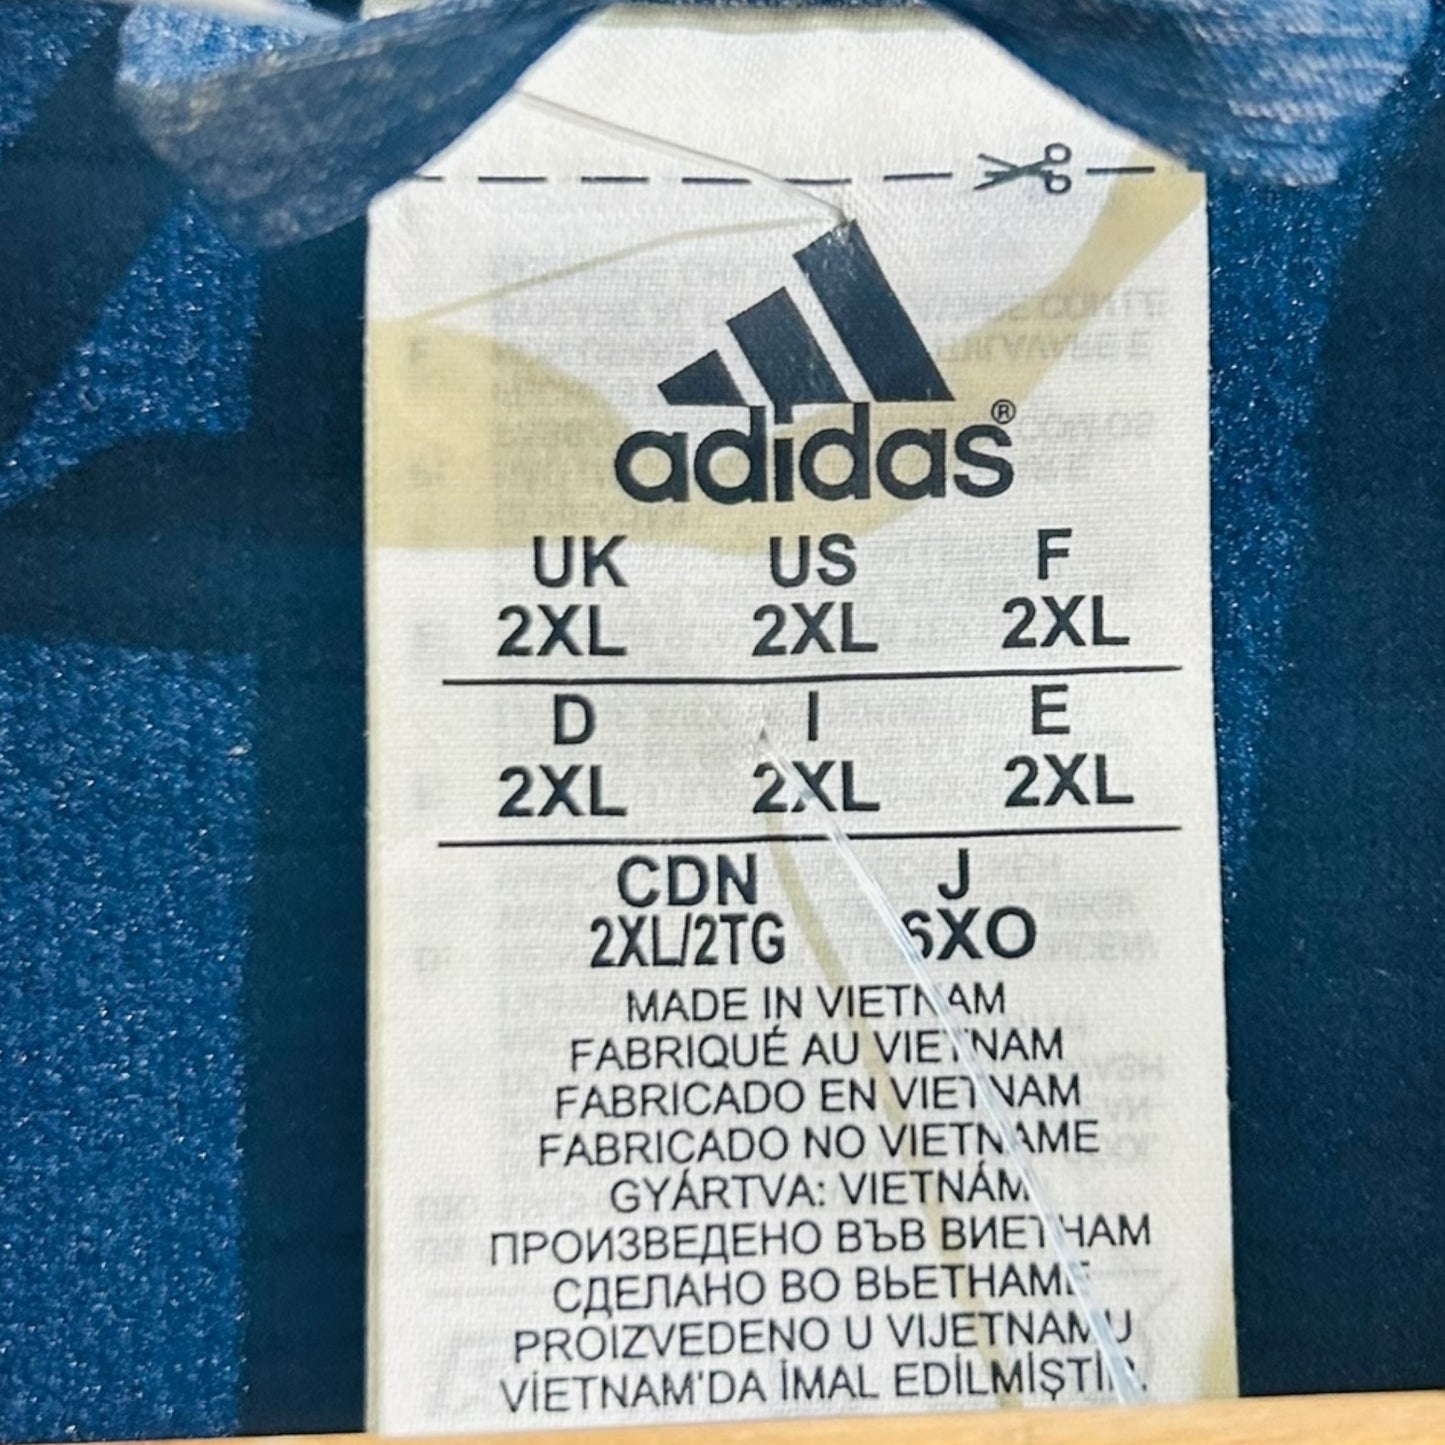 adidas®
UK US F
2XL 2XL 2XL
D I E
2XL 2XL 2XL
CDN J
2XL/2TG 6XO
MADE IN VIETNAM
FABRIQUÉ AU VIETNAM
FABRICADO EN VIETNAM
FABRICADO NO VIETNAME
GYÁRTVA: VIETNÁM
ПРОИЗВЕДЕНО ВЪВ ВИЕТНАМ
СДЕЛАНО ВО ВЬЕТНАМЕ
PROIZVEDENO U VIJETNAMU
VİETNAM'DA İMAL EDİLMİŞTİR.